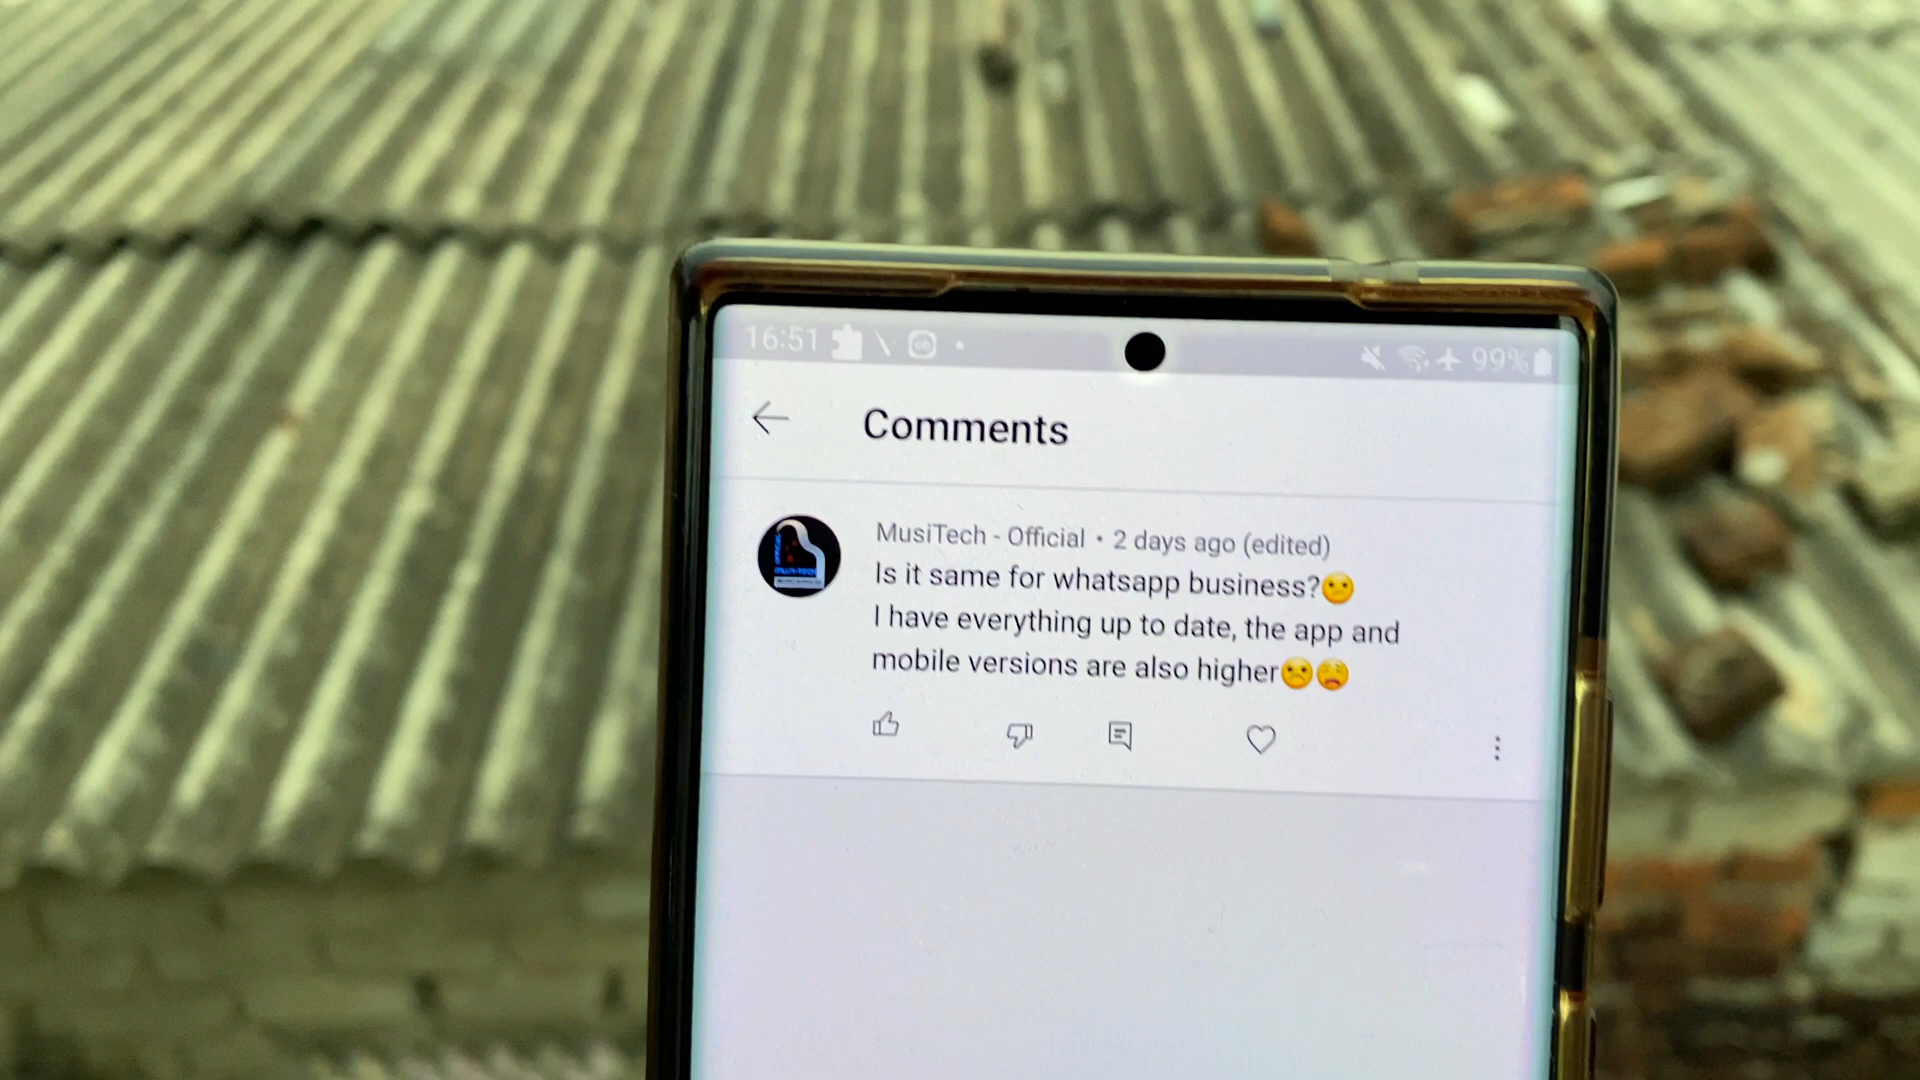 16:51 99%
Comments
MusiTech - Official • 2 days ago (edited)
Is it same for whatsapp business?😕
I have everything up to date, the app and
mobile versions are also higher😟😩